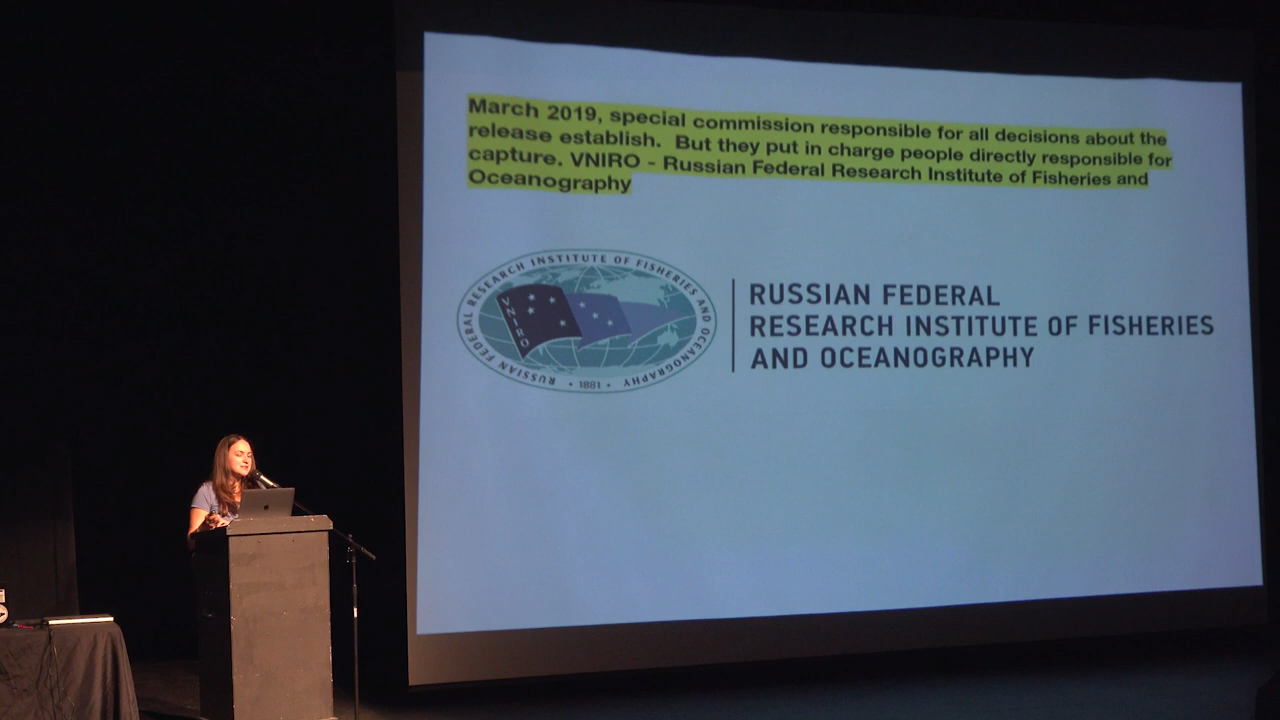 March 2019, special commission responsible for all decisions about the
release establish. But they put in charge people directly responsible for
capture. VNIRO - Russian Federal Research Institute of Fisheries and
Oceanography
RUSSIAN FEDERAL RESEARCH INSTITUTE OF FISHERIES AND OCEANOGRAPHY
VNIRO
• 1881 •
RUSSIAN FEDERAL
RESEARCH INSTITUTE OF FISHERIES
AND OCEANOGRAPHY